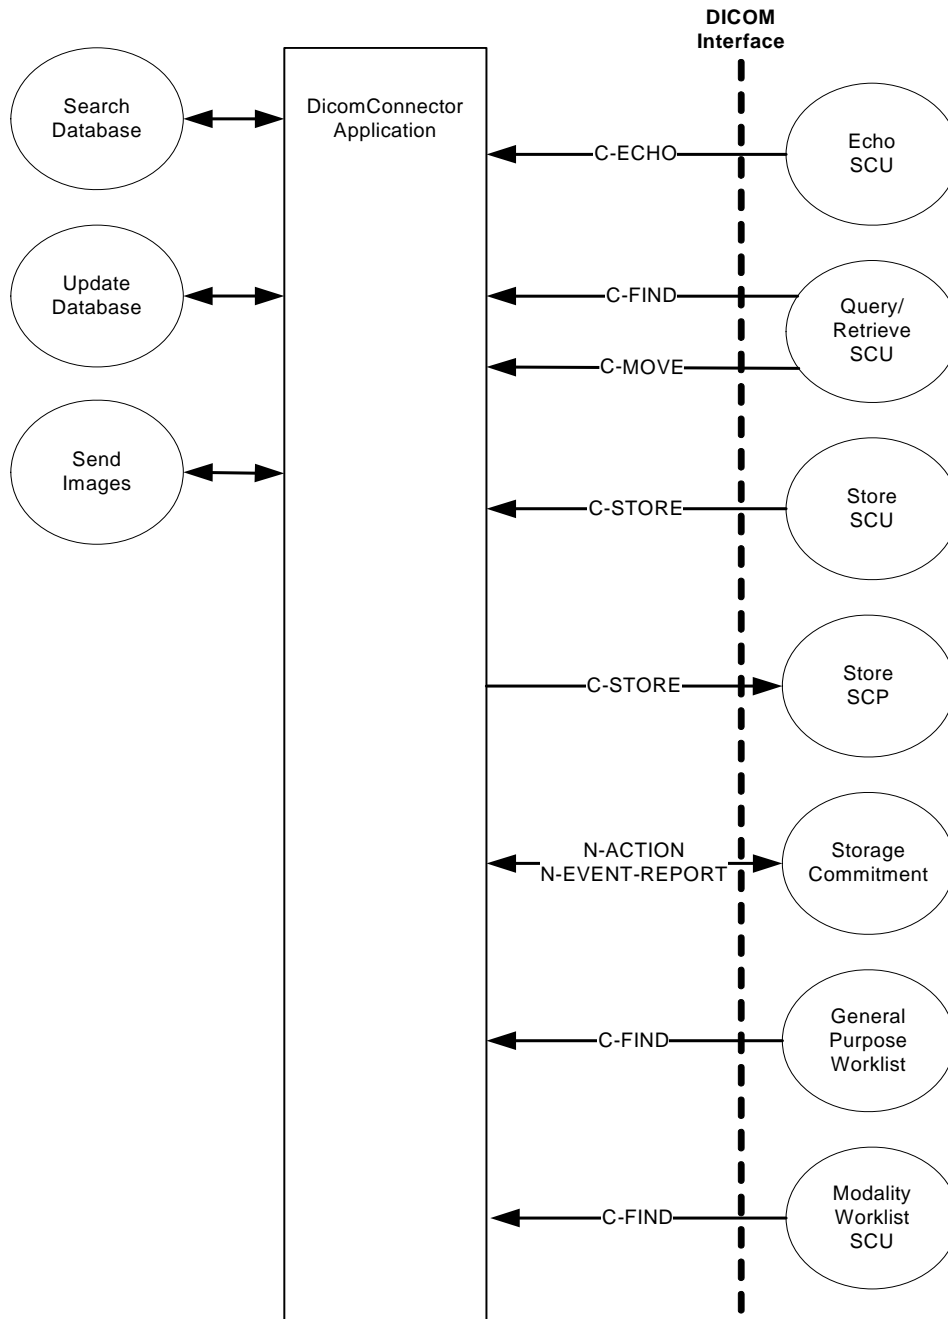 DICOM
Interface
Search
Database
DicomConnector
Application
C-ECHO
Echo
SCU
Update
Database
C-FIND
C-MOVE
Query/
Retrieve
SCU
Send
Images
C-STORE
Store
SCU
C-STORE
Store
SCP
N-ACTION
N-EVENT-REPORT
Storage
Commitment
C-FIND
General
Purpose
Worklist
C-FIND
Modality
Worklist
SCU